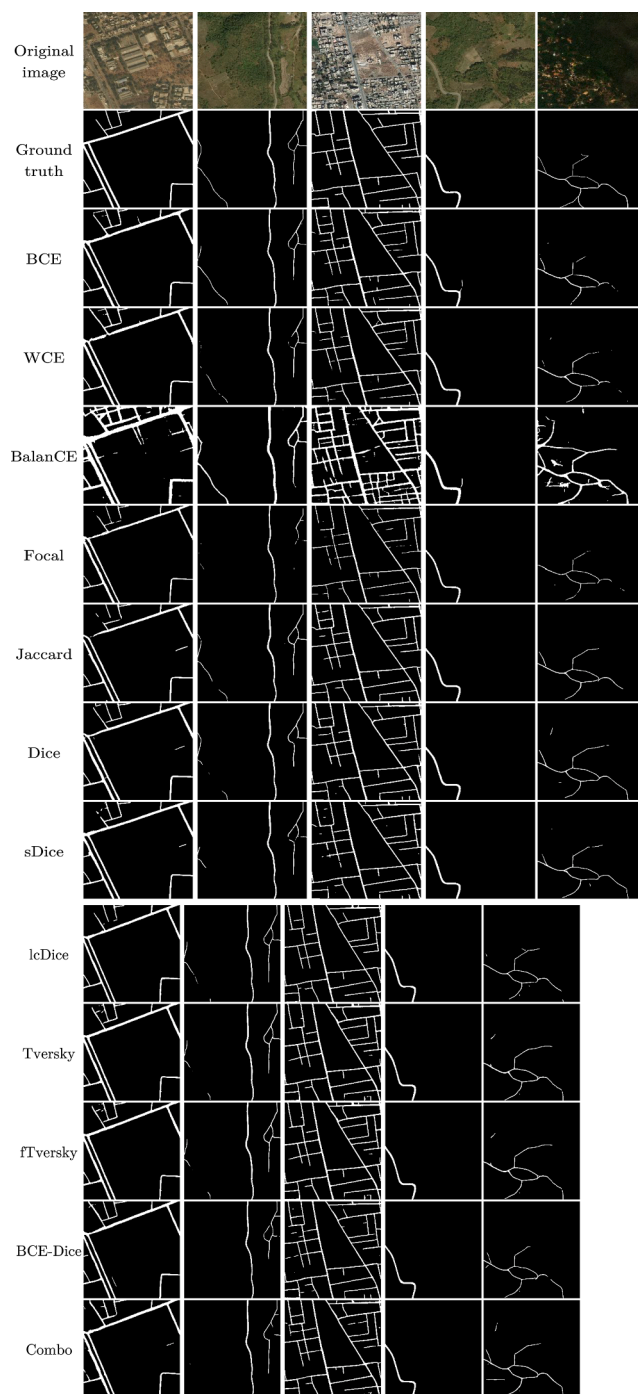 Original
image
Ground
truth
BCE
WCE
BalanCE
Focal
Jaccard
Dice
sDice
lcDice
Tversky
fTversky
BCE-Dice
Combo